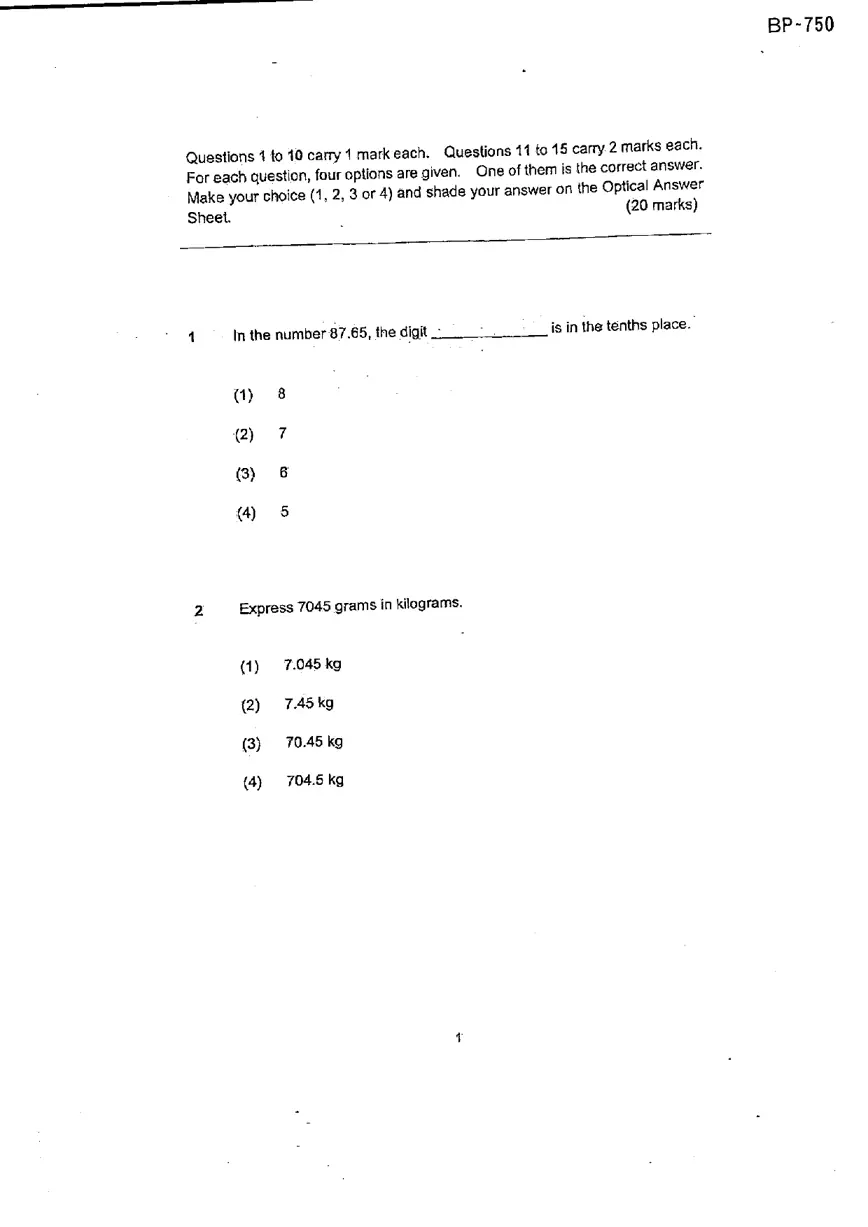 BP-750
Questions 1 to 10 carry 1 mark each. Questions 11 to 15 carry 2 marks each.
For each question, four options are given. One of them is the correct answer.
Make your choice (1, 2, 3 or 4) and shade your answer on the Optical Answer
Sheet. (20 marks)
1 In the number 87.65, the digit ____________ is in the tenths place.
(1) 8
(2) 7
(3) 6
(4) 5
2 Express 7045 grams in kilograms.
(1) 7.045 kg
(2) 7.45 kg
(3) 70.45 kg
(4) 704.5 kg
1